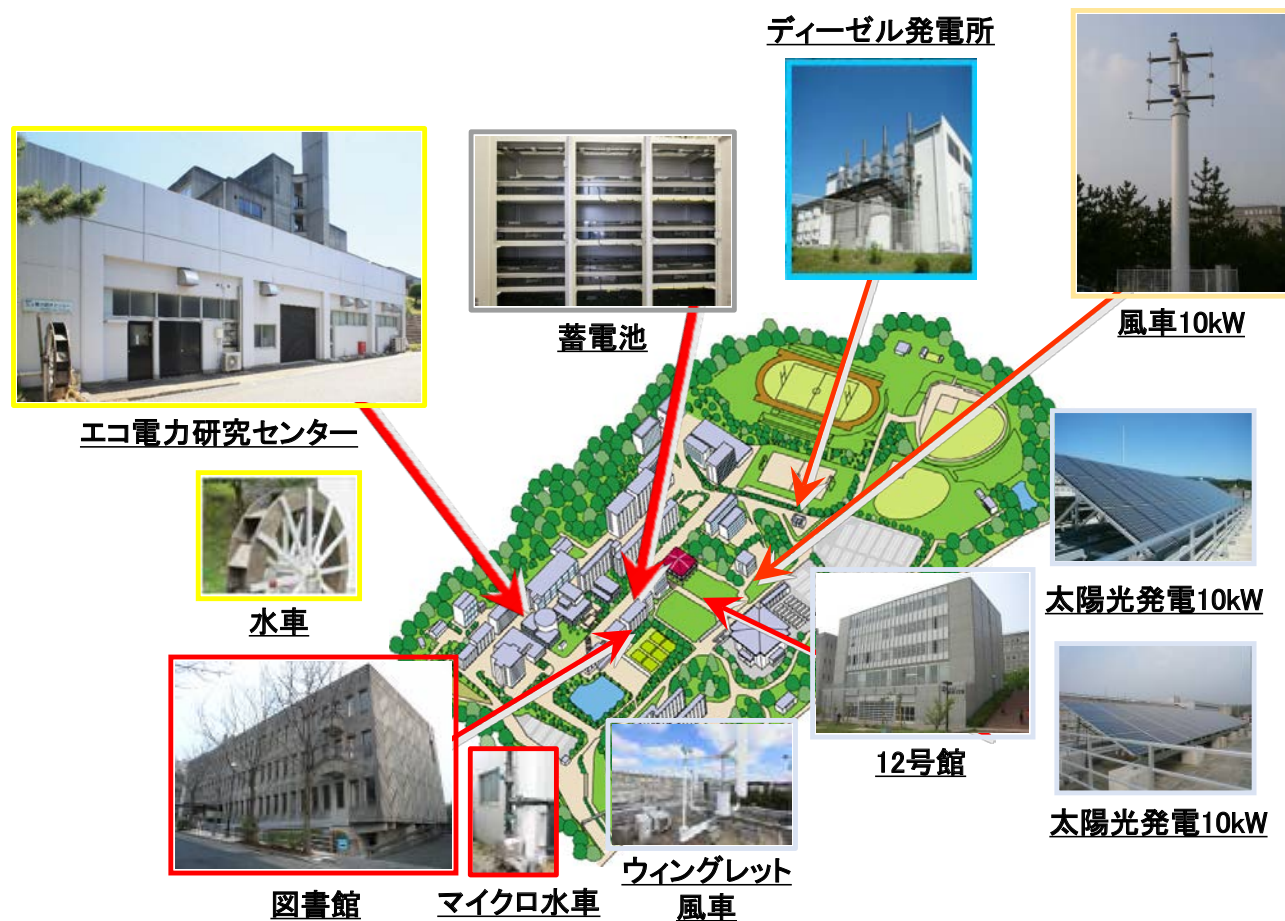 ディーゼル発電所
風車10kW
蓄電池
エコ電力研究センター
水車
太陽光発電10kW
12号館
太陽光発電10kW
図書館
マイクロ水車
ウィングレット
風車